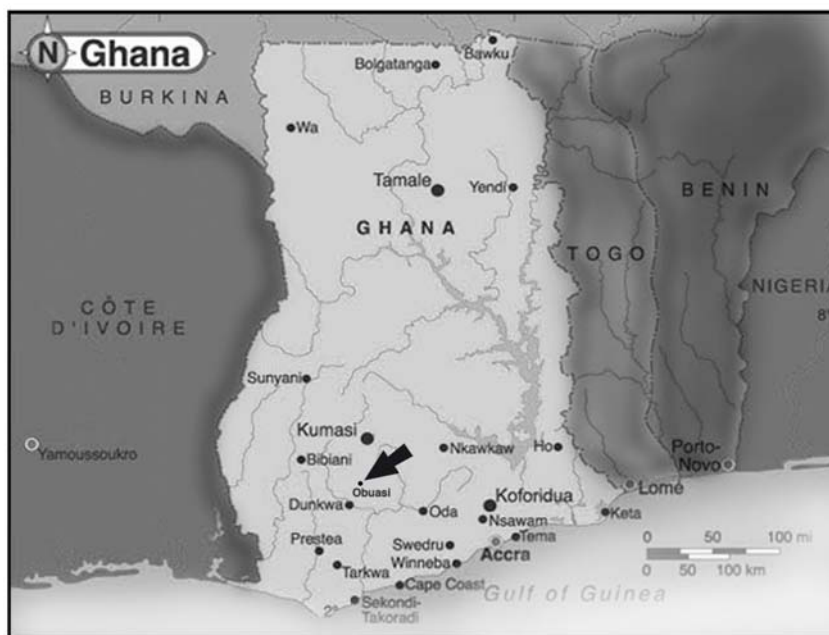 N Ghana
BURKINA
Bawku
Bolgatanga
Wa
Tamale
Yendi
BENIN
GHANA
TOGO
CÔTE
D'IVOIRE
NIGERIA
8°
Sunyani
Kumasi
Nkawkaw
Ho
Porto-
Novo
Yamoussoukro
Bibiani
Obuasi
Lomé
Dunkwa
Oda
Koforidua
Keta
Nsawam
Tema
Prestea
Swedru
Accra
0 50 100 mi
0 50 100 km
Winneba
Tarkwa
Cape Coast
Gulf of Guinea
2°
Sekondi-
Takoradi